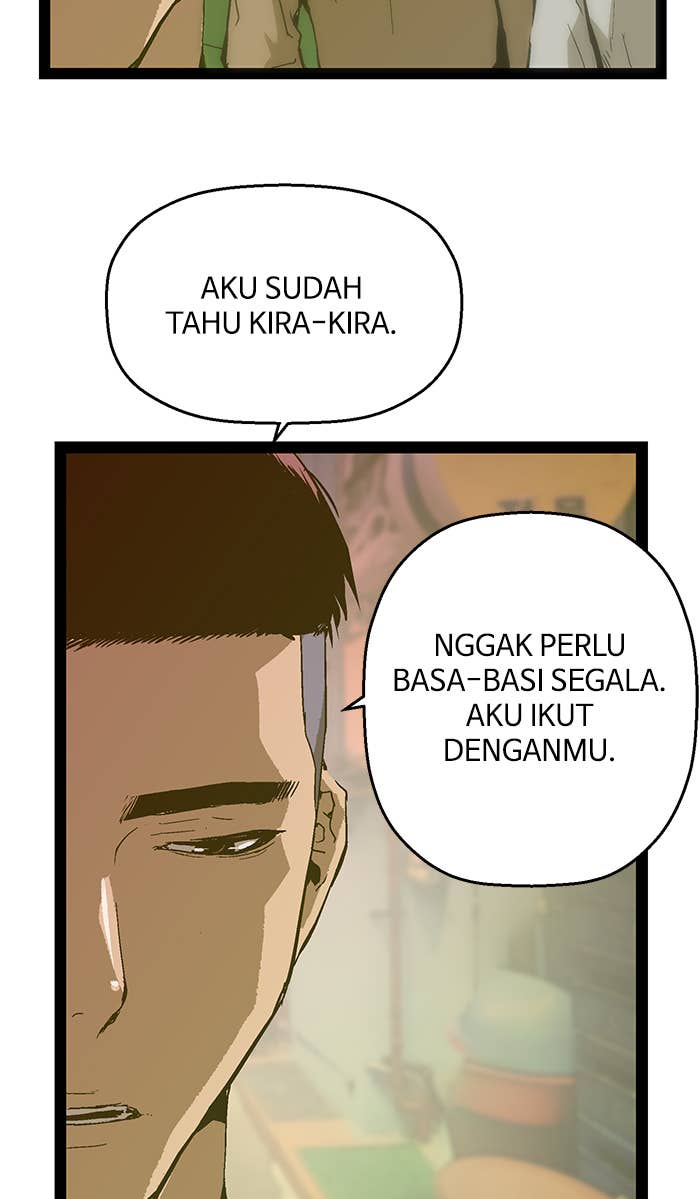 AKU SUDAH
TAHU KIRA-KIRA.
NGGAK PERLU
BASA-BASI SEGALA.
AKU IKUT
DENGANMU.